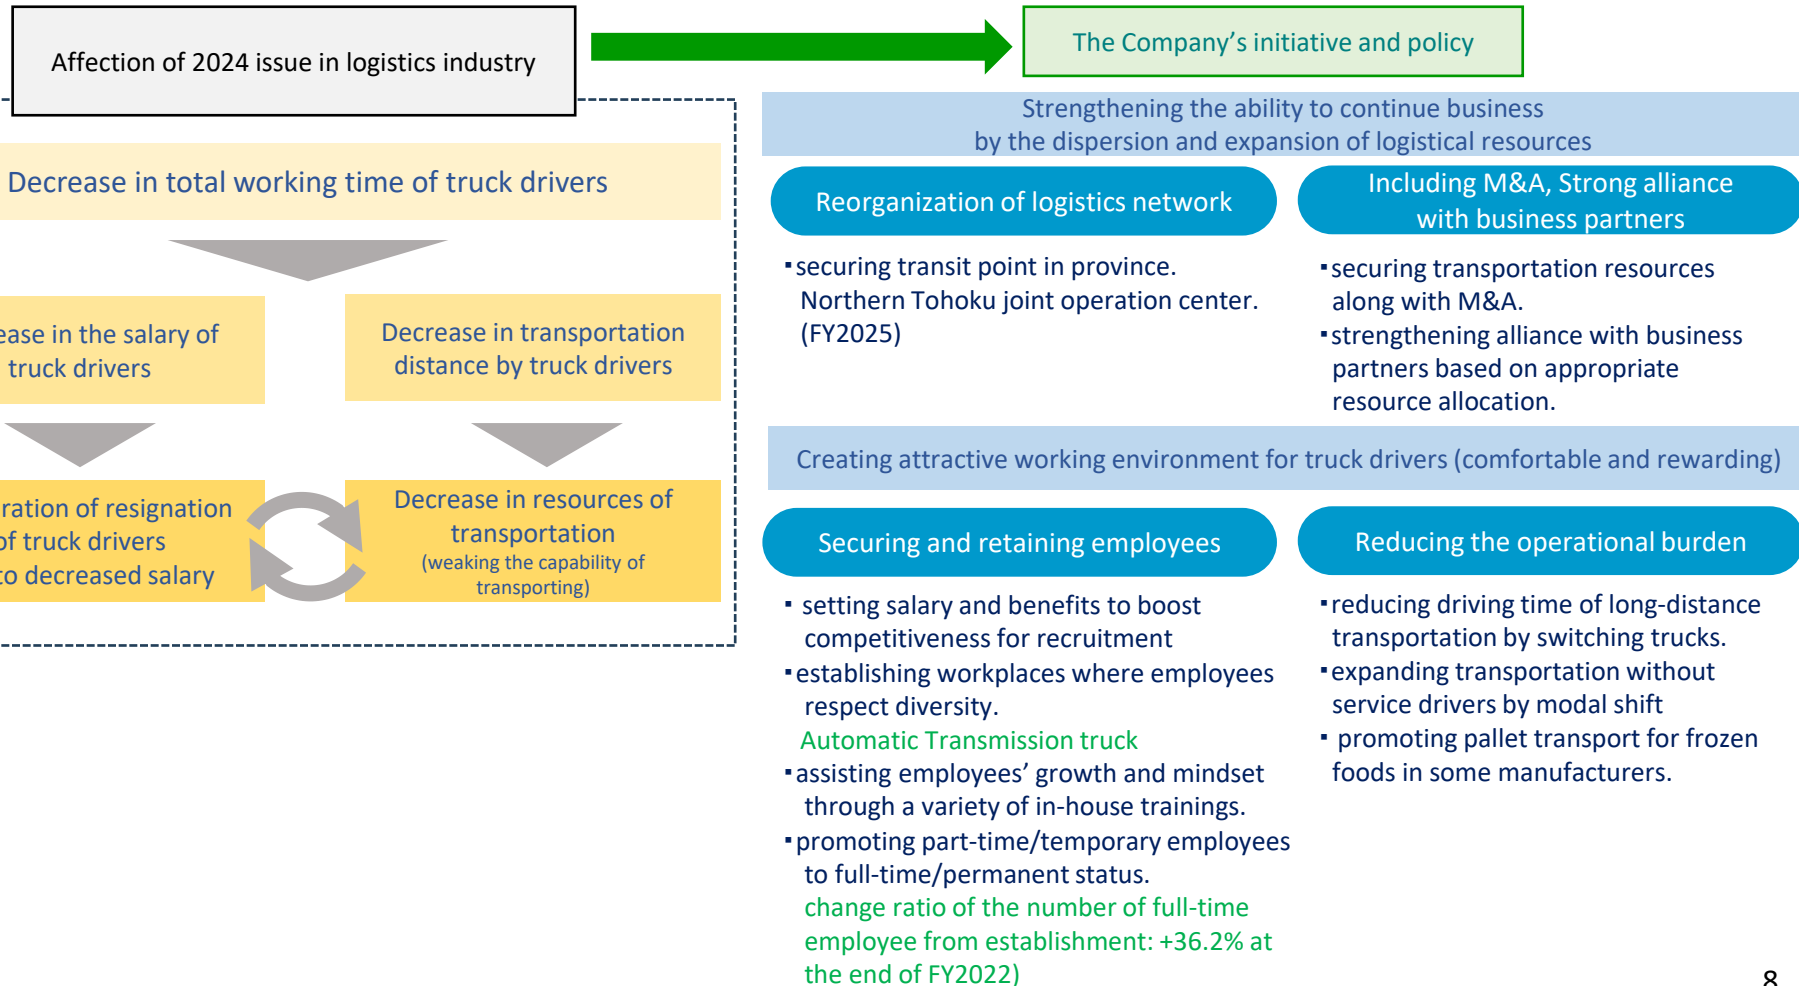 Affection of 2024 issue in logistics industry
The Company's initiative and policy
Decrease in total working time of truck drivers
in the salary of
truck drivers
Decrease in transportation
distance by truck drivers
of resignation
truck drivers
to decreased salary
Decrease in resources of
transportation
(weaking the capability of
transporting)
Strengthening the ability to continue business
by the dispersion and expansion of logistical resources
Reorganization of logistics network
▪securing transit point in province.
Northern Tohoku joint operation center.
(FY2025)
Including M&A, Strong alliance
with business partners
▪securing transportation resources
along with M&A.
▪strengthening alliance with business
partners based on appropriate
resource allocation.
Creating attractive working environment for truck drivers (comfortable and rewarding)
Securing and retaining employees
▪ setting salary and benefits to boost
competitiveness for recruitment
▪establishing workplaces where employees
respect diversity.
Automatic Transmission truck
▪assisting employees' growth and mindset
through a variety of in-house trainings.
▪promoting part-time/temporary employees
to full-time/permanent status.
change ratio of the number of full-time
employee from establishment: +36.2% at
the end of FY2022)
Reducing the operational burden
▪reducing driving time of long-distance
transportation by switching trucks.
▪expanding transportation without
service drivers by modal shift
▪ promoting pallet transport for frozen
foods in some manufacturers.
8